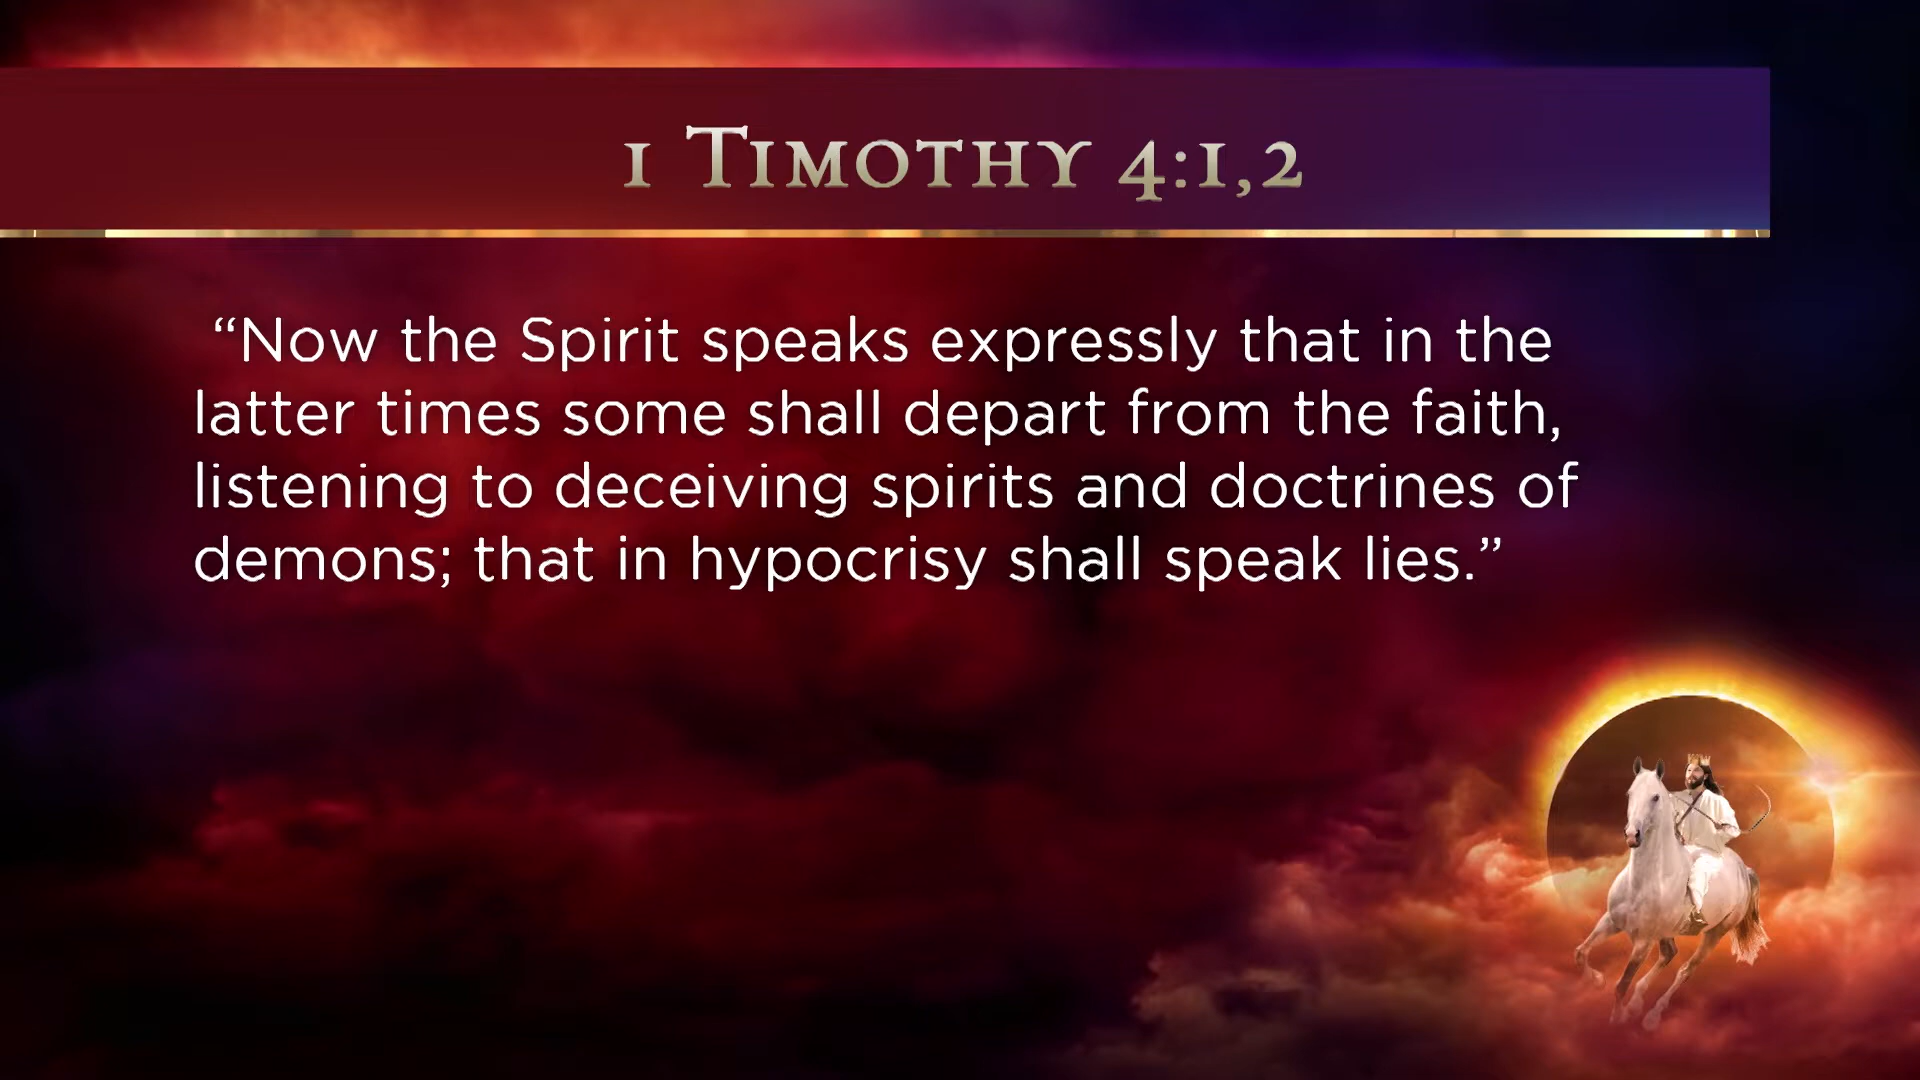 1 Timothy 4:1,2
“Now the Spirit speaks expressly that in the
latter times some shall depart from the faith,
listening to deceiving spirits and doctrines of
demons; that in hypocrisy shall speak lies.”